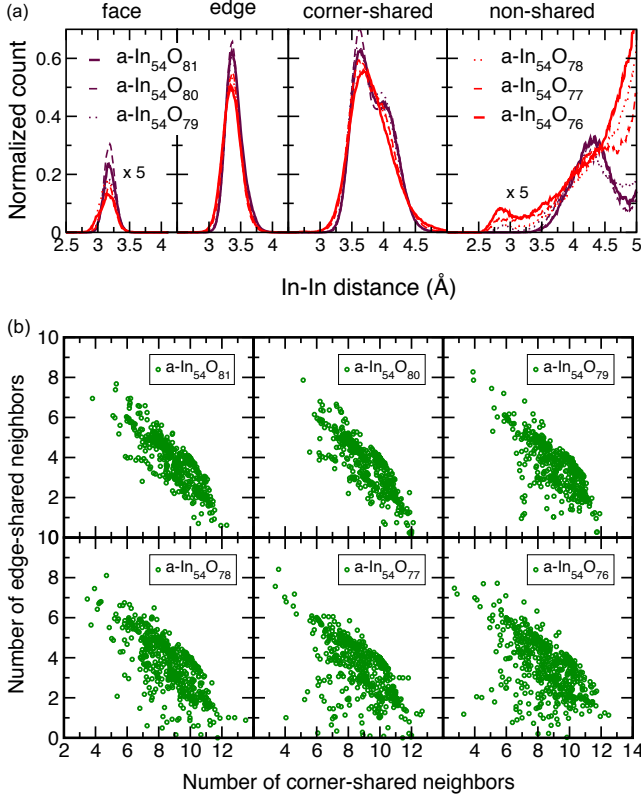 (a)
face edge corner-shared non-shared
Normalized count
0.6
0.4
0.2
0
a-In54O81
a-In54O80
a-In54O79
x 5
a-In54O78
a-In54O77
a-In54O76
x 5
2.5 3 3.5 4 3 3.5 4 3 3.5 4 4.5 2.5 3 3.5 4 4.5 5
In-In distance (Å)
(b)
Number of edge-shared neighbors
10
8
6
4
2
10
8
6
4
2
0
a-In54O81
a-In54O80
a-In54O79
a-In54O78
a-In54O77
a-In54O76
2 4 6 8 10 12 4 6 8 10 12 4 6 8 10 12 14
Number of corner-shared neighbors